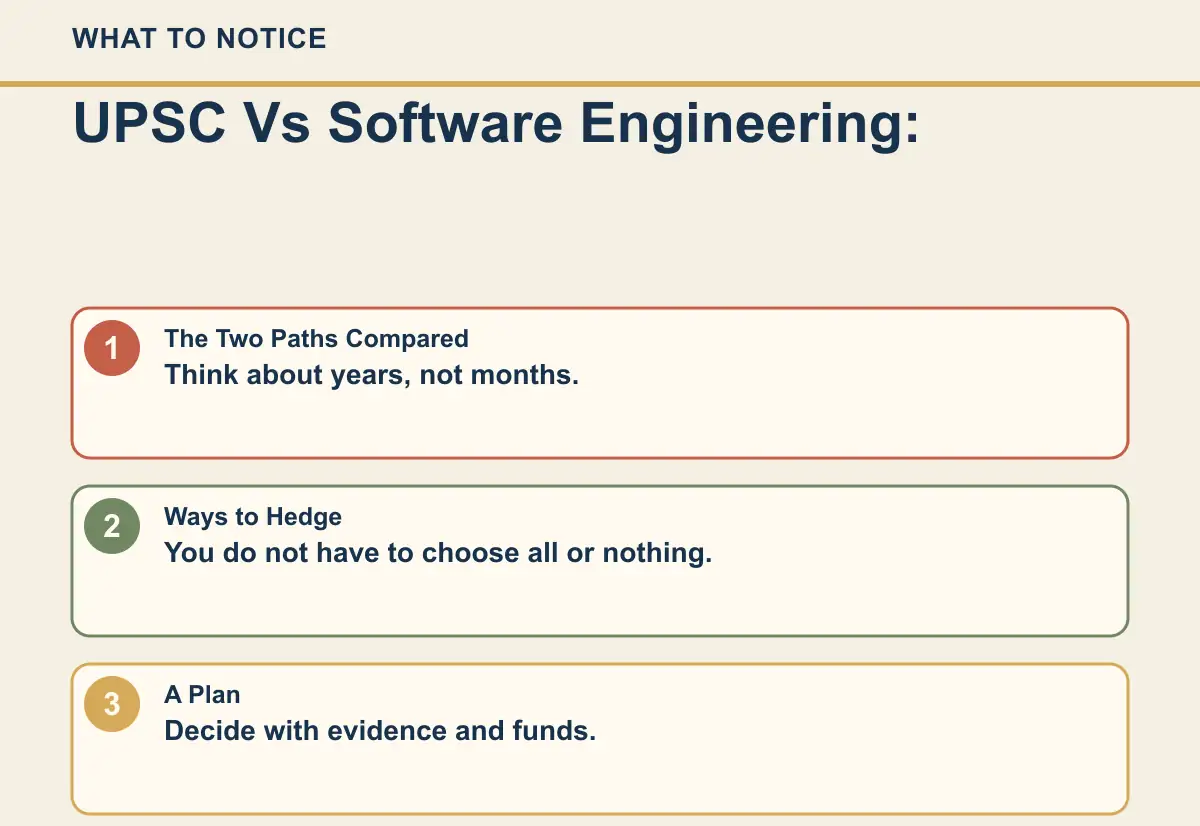 WHAT TO NOTICE
UPSC Vs Software Engineering:
1
The Two Paths Compared
Think about years, not months.
2
Ways to Hedge
You do not have to choose all or nothing.
3
A Plan
Decide with evidence and funds.